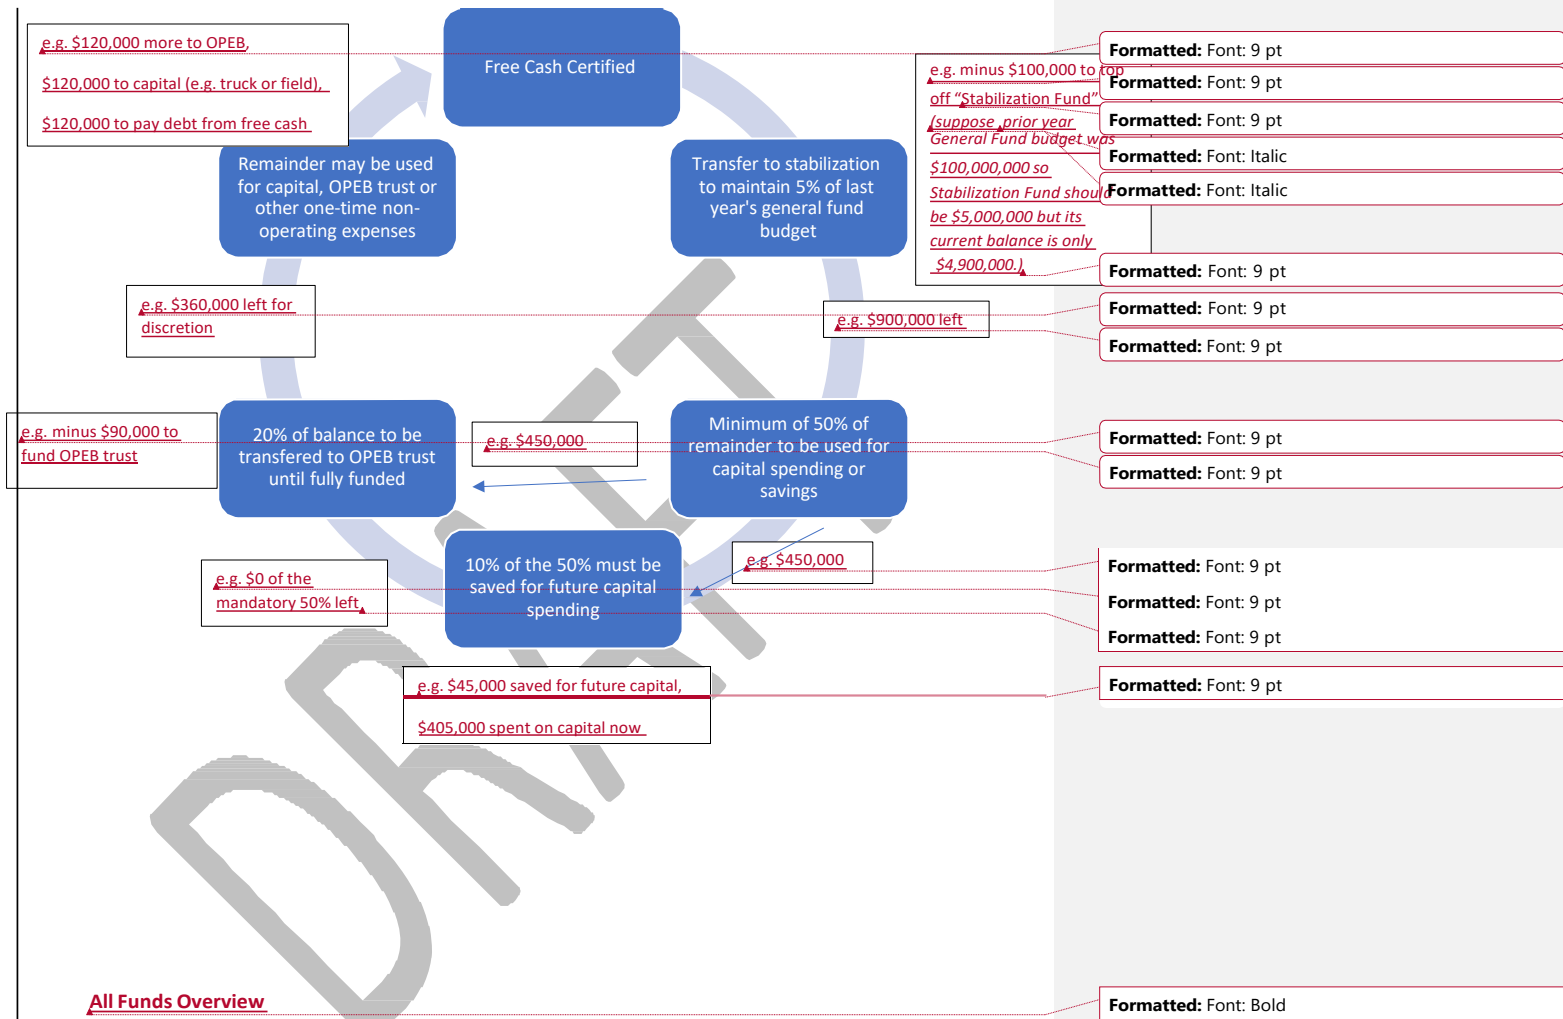 e.g. $120,000 more to OPEB,
$120,000 to capital (e.g. truck or field),
$120,000 to pay debt from free cash
Free Cash Certified
e.g. minus $100,000 to top
off “Stabilization Fund”
(suppose prior year
General Fund budget was
$100,000,000 so
Stabilization Fund should
be $5,000,000 but its
current balance is only
$4,900,000.)
Formatted: Font: 9 pt
Formatted: Font: 9 pt
Formatted: Font: 9 pt
Formatted: Font: Italic
Formatted: Font: Italic
Formatted: Font: 9 pt
Remainder may be used
for capital, OPEB trust or
other one-time non-
operating expenses
Transfer to stabilization
to maintain 5% of last
year's general fund
budget
e.g. $360,000 left for
discretion
e.g. $900,000 left
Formatted: Font: 9 pt
Formatted: Font: 9 pt
e.g. minus $90,000 to
fund OPEB trust
20% of balance to be
transfered to OPEB trust
until fully funded
e.g. $450,000
Minimum of 50% of
remainder to be used for
capital spending or
savings
Formatted: Font: 9 pt
Formatted: Font: 9 pt
e.g. $0 of the
mandatory 50% left
10% of the 50% must be
saved for future capital
spending
e.g. $450,000
Formatted: Font: 9 pt
Formatted: Font: 9 pt
Formatted: Font: 9 pt
e.g. $45,000 saved for future capital,
$405,000 spent on capital now
Formatted: Font: 9 pt
DRAFT
All Funds Overview
Formatted: Font: Bold